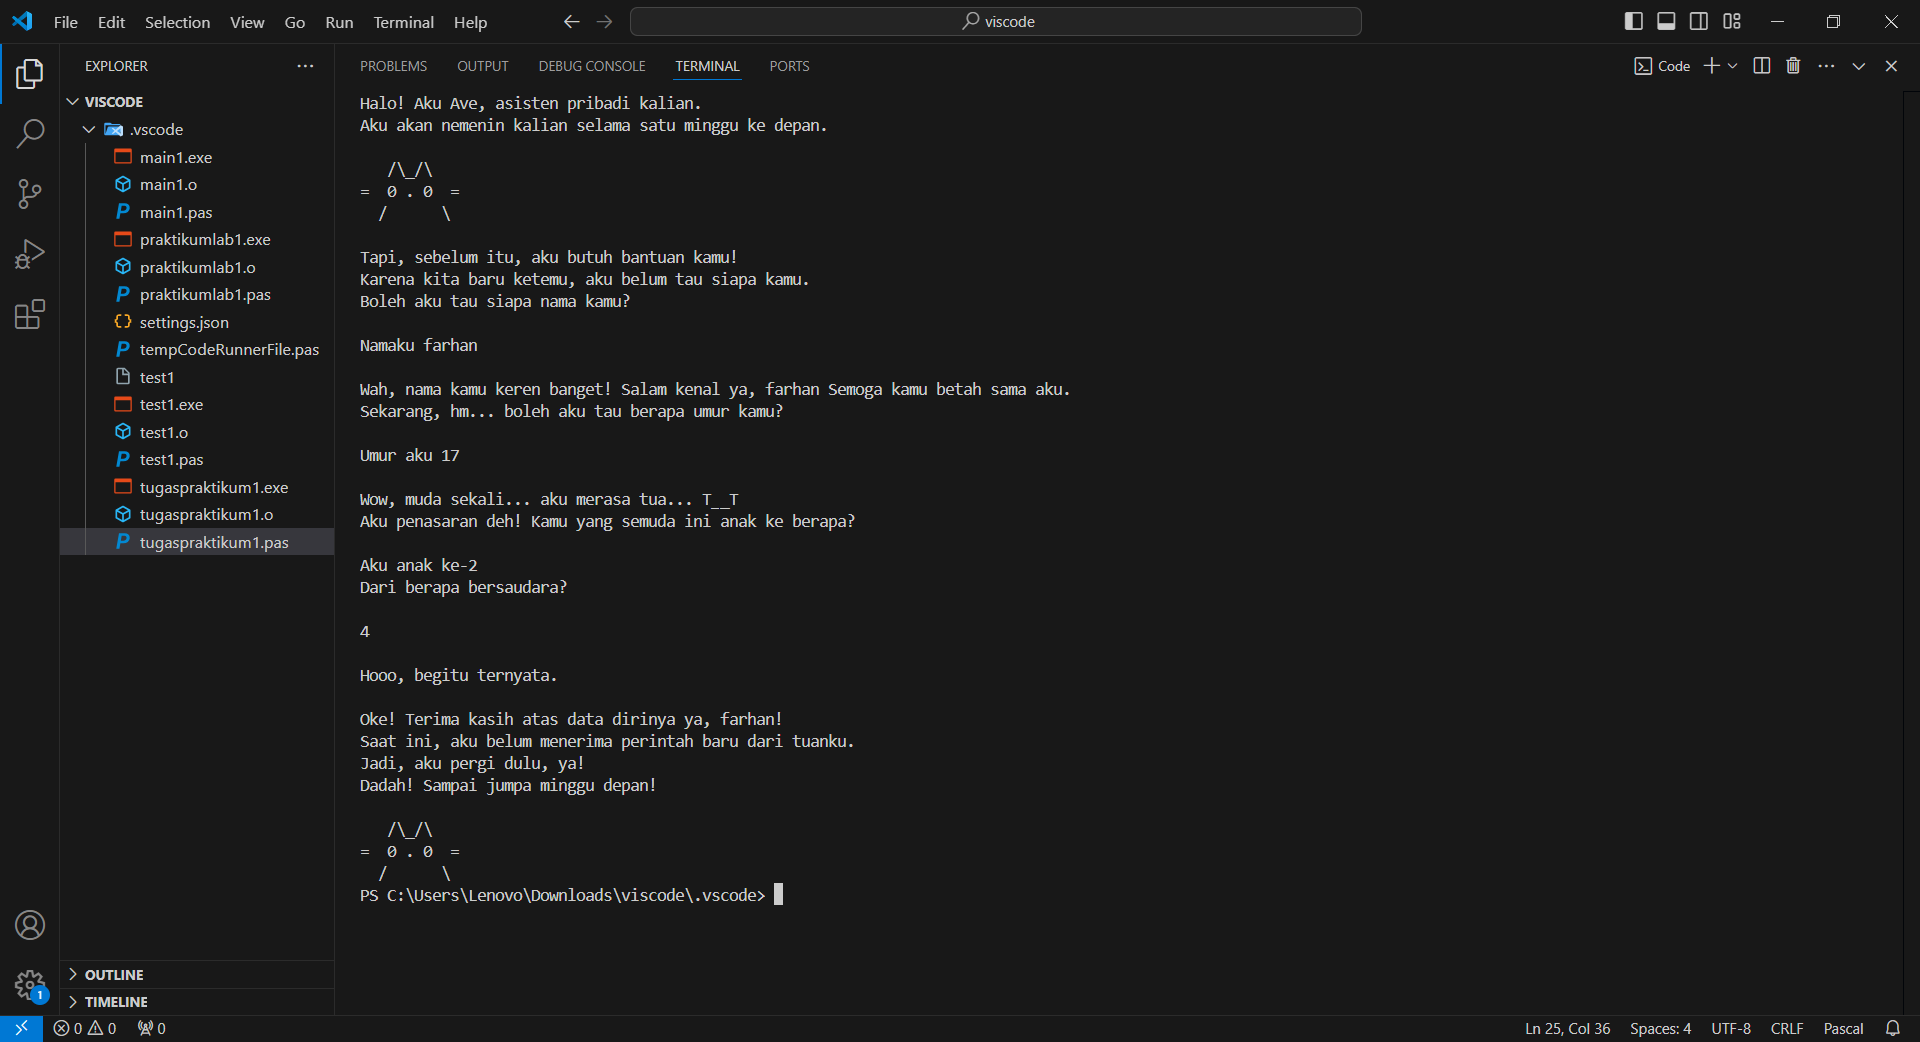 File Edit Selection View Go Run Terminal Help
viscode
EXPLORER
VISCODE
.vscode
main1.exe
main1.o
main1.pas
praktikumlab1.exe
praktikumlab1.o
praktikumlab1.pas
settings.json
tempCodeRunnerFile.pas
test1
test1.exe
test1.o
test1.pas
tugaspraktikum1.exe
tugaspraktikum1.o
tugaspraktikum1.pas
OUTLINE
TIMELINE
PROBLEMS OUTPUT DEBUG CONSOLE TERMINAL PORTS
Code
Halo! Aku Ave, asisten pribadi kalian.
Aku akan nemenin kalian selama satu minggu ke depan.
   /\_/\
=  0 . 0  =
  /      \
Tapi, sebelum itu, aku butuh bantuan kamu!
Karena kita baru ketemu, aku belum tau siapa kamu.
Boleh aku tau siapa nama kamu?
Namaku farhan
Wah, nama kamu keren banget! Salam kenal ya, farhan Semoga kamu betah sama aku.
Sekarang, hm... boleh aku tau berapa umur kamu?
Umur aku 17
Wow, muda sekali... aku merasa tua... T__T
Aku penasaran deh! Kamu yang semuda ini anak ke berapa?
Aku anak ke-2
Dari berapa bersaudara?
4
Hooo, begitu ternyata.
Oke! Terima kasih atas data dirinya ya, farhan!
Saat ini, aku belum menerima perintah baru dari tuanku.
Jadi, aku pergi dulu, ya!
Dadah! Sampai jumpa minggu depan!
   /\_/\
=  0 . 0  =
  /      \
PS C:\Users\Lenovo\Downloads\viscode\.vscode>
1
0 0 0
Ln 25, Col 36 Spaces: 4 UTF-8 CRLF Pascal